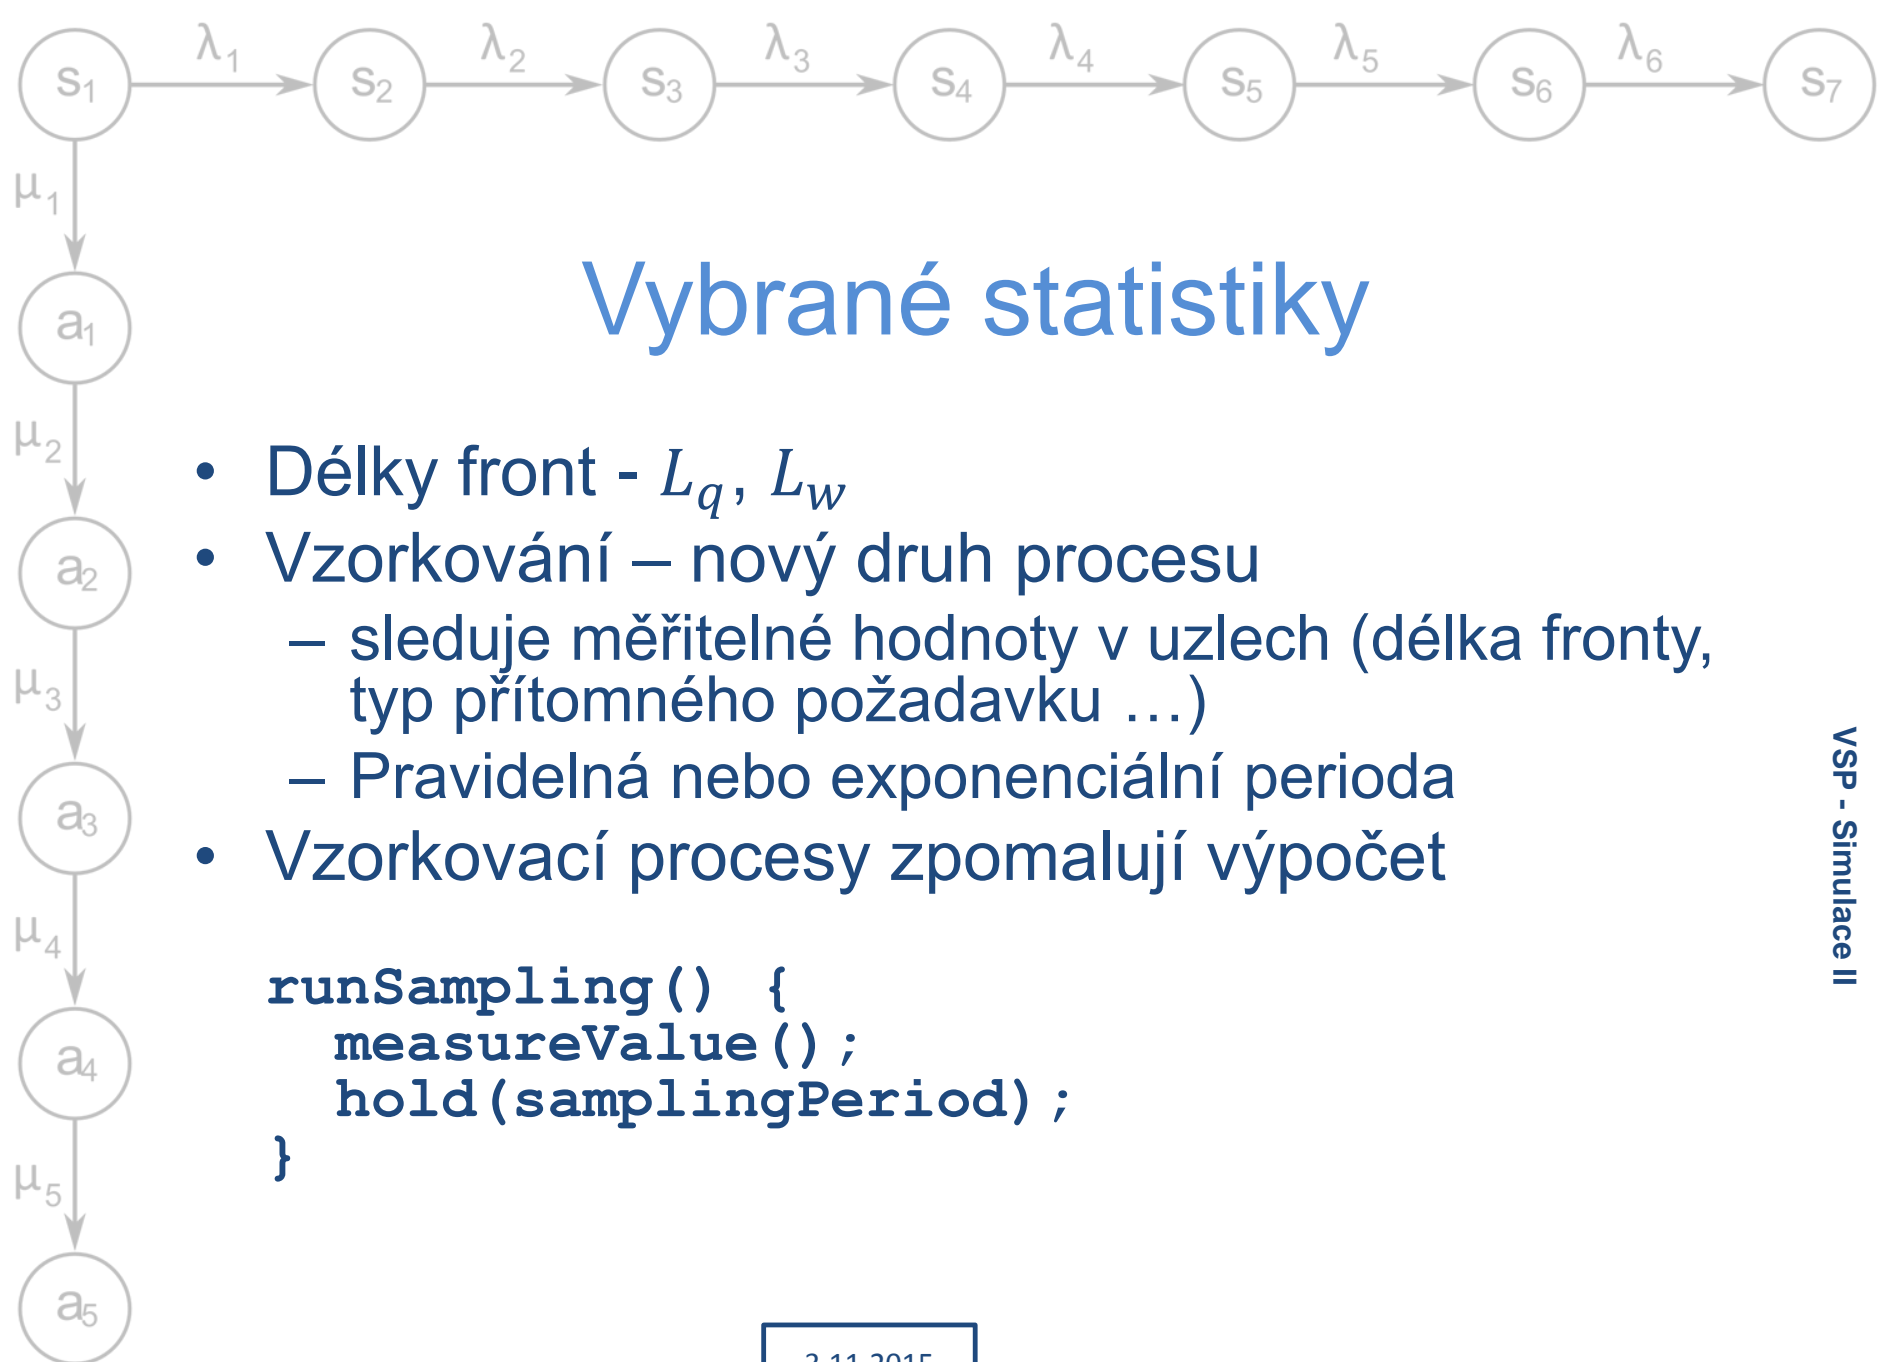 s1 λ1 s2 λ2 s3 λ3 s4 λ4 s5 λ5 s6 λ6 s7
μ1
a1
μ2
a2
μ3
a3
μ4
a4
μ5
a5
Vybrané statistiky
• Délky front - Lq, Lw
• Vzorkování – nový druh procesu
– sleduje měřitelné hodnoty v uzlech (délka fronty,
typ přítomného požadavku …)
– Pravidelná nebo exponenciální perioda
• Vzorkovací procesy zpomalují výpočet
runSampling() {
measureValue();
hold(samplingPeriod);
}
VSP - Simulace II
3.11.2015